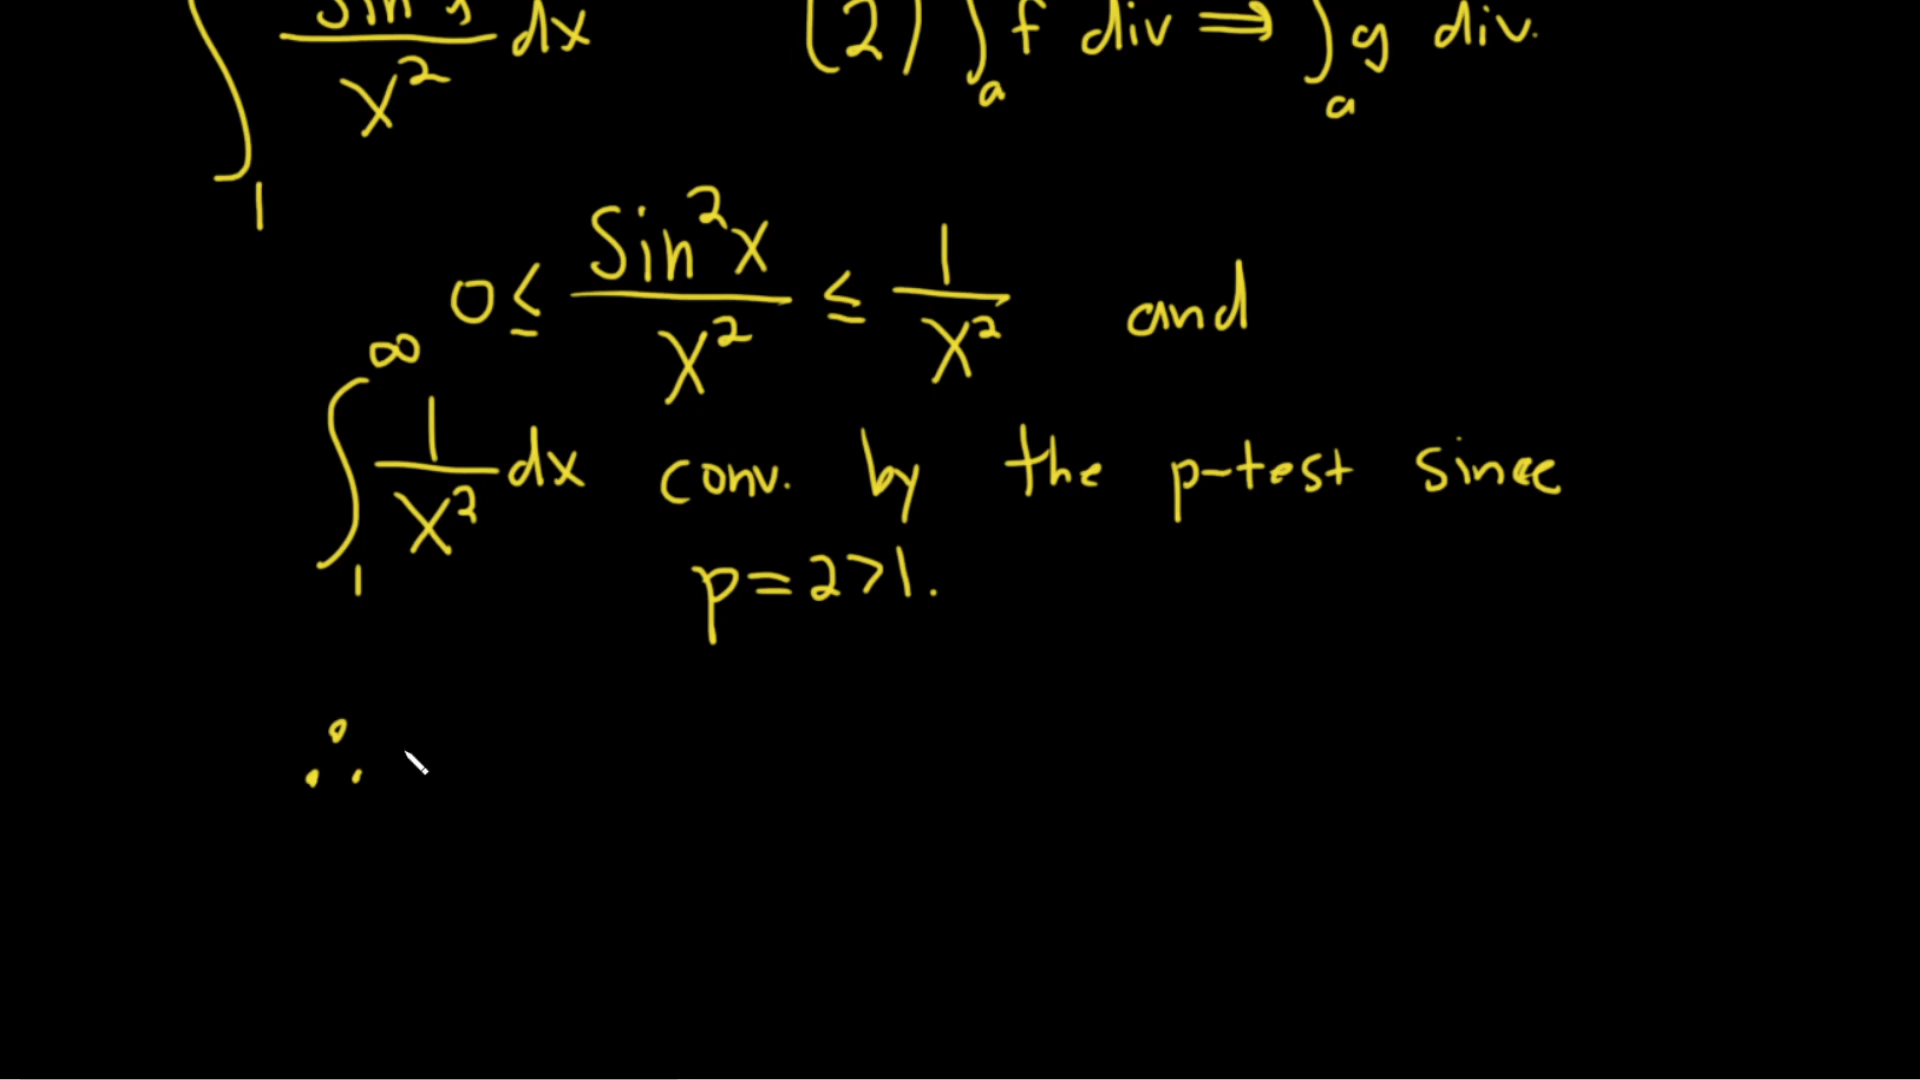 ∫₁ sin / x² dx (2) ∫ₐ f div ⇒ ∫ₐ g div.
0 ≤ Sin²x / x² ≤ 1 / x² and
∫₁^∞ 1 / x² dx conv. by the p-test since
p = 2 > 1.
∴